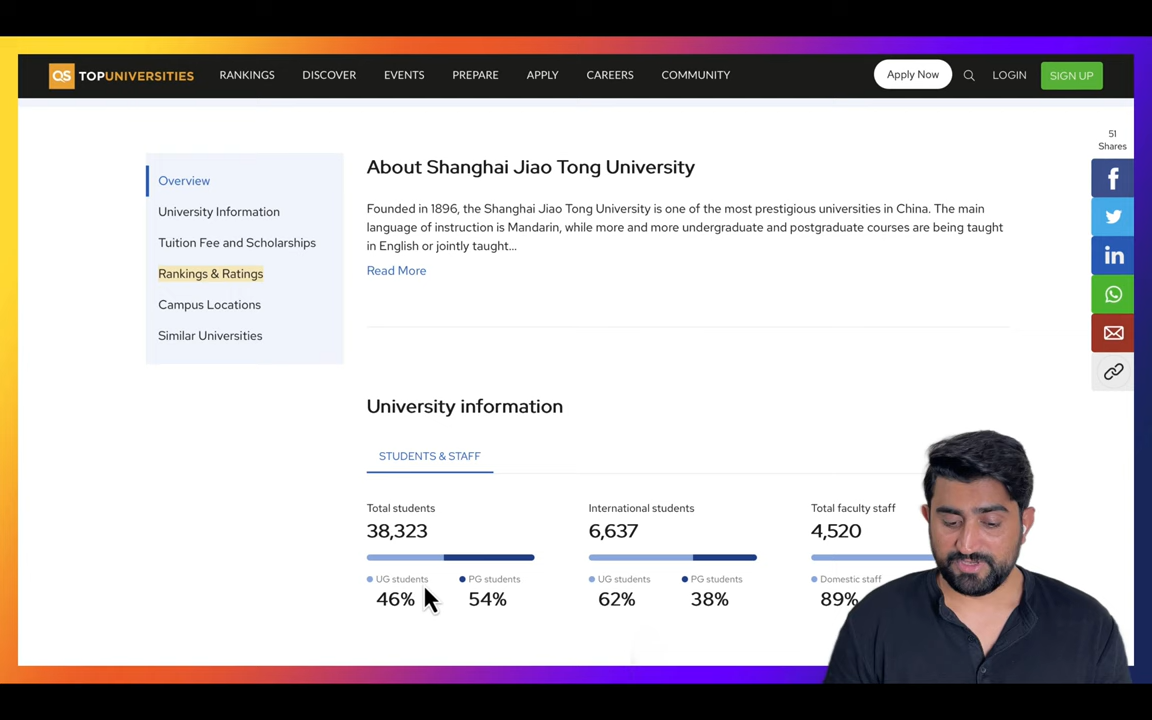 QS TOPUNIVERSITIES RANKINGS DISCOVER EVENTS PREPARE APPLY CAREERS COMMUNITY Apply Now LOGIN SIGN UP
51
Shares
Overview
University Information
Tuition Fee and Scholarships
Rankings & Ratings
Campus Locations
Similar Universities
About Shanghai Jiao Tong University
Founded in 1896, the Shanghai Jiao Tong University is one of the most prestigious universities in China. The main
language of instruction is Mandarin, while more and more undergraduate and postgraduate courses are being taught
in English or jointly taught...
Read More
University information
STUDENTS & STAFF
Total students
38,323
UG students PG students
46% 54%
International students
6,637
UG students PG students
62% 38%
Total faculty staff
4,520
Domestic staff
89%